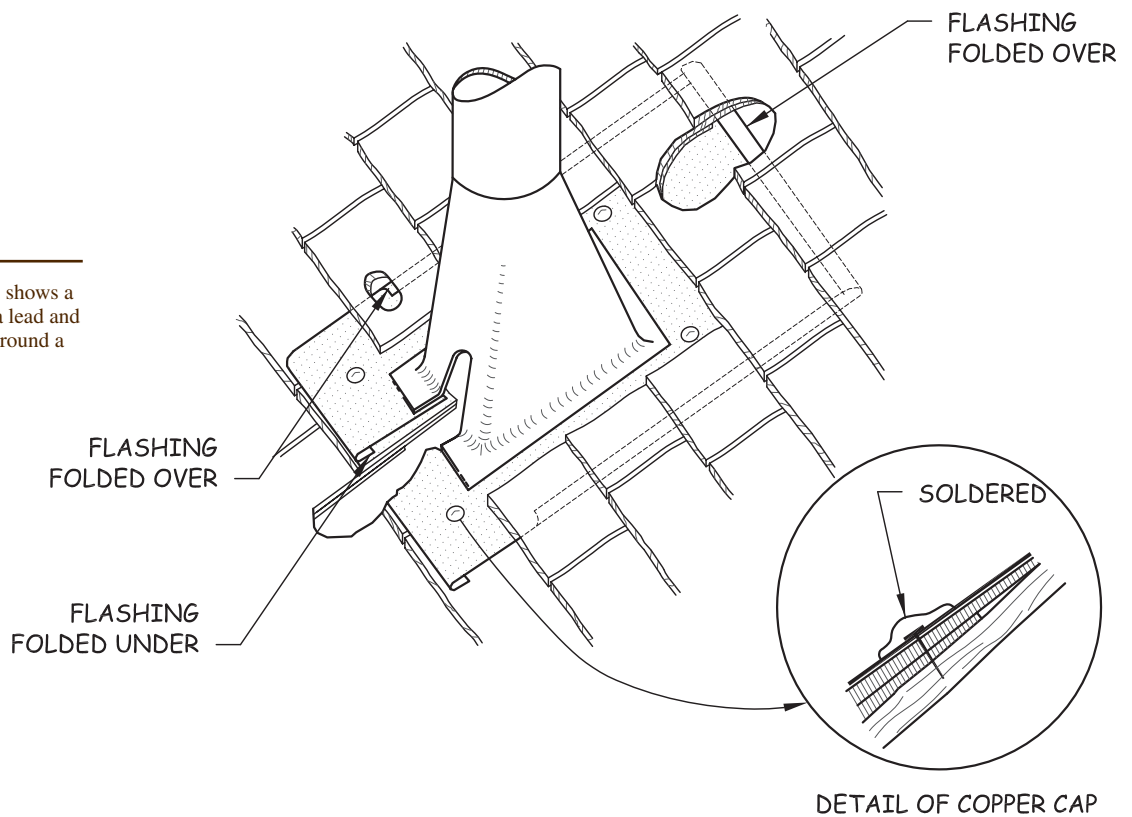 FLASHING
FOLDED OVER
shows a
lead and
round a
FLASHING
FOLDED OVER
SOLDERED
FLASHING
FOLDED UNDER
DETAIL OF COPPER CAP